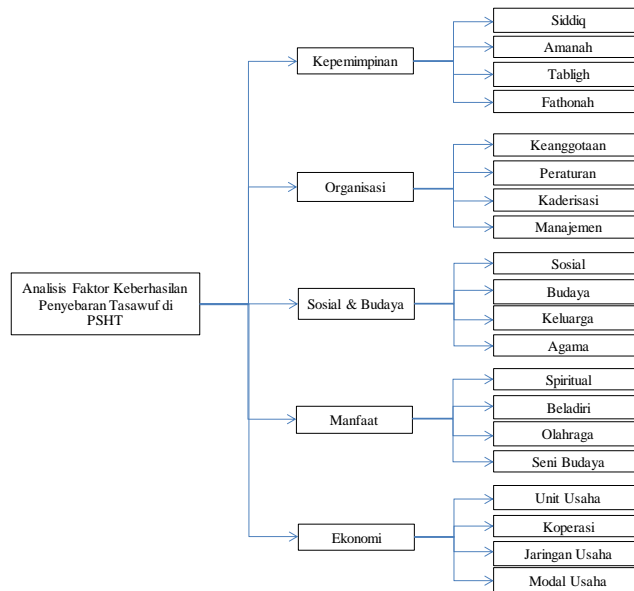 Analisis Faktor Keberhasilan
Penyebaran Tasawuf di
PSHT
Kepemimpinan
Siddiq
Amanah
Tabligh
Fathonah
Organisasi
Keanggotaan
Peraturan
Kaderisasi
Manajemen
Sosial & Budaya
Sosial
Budaya
Keluarga
Agama
Manfaat
Spiritual
Beladiri
Olahraga
Seni Budaya
Ekonomi
Unit Usaha
Koperasi
Jaringan Usaha
Modal Usaha